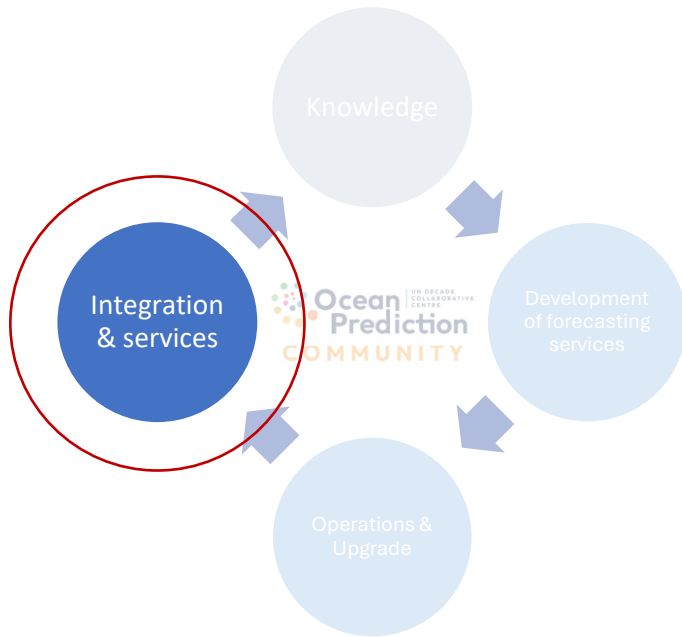 Knowledge
Integration
& services
Ocean
Prediction
COMMUNITY
UN DECADE
COLLABORATIVE
CENTRE
Development
of forecasting
services
Operations &
Upgrade